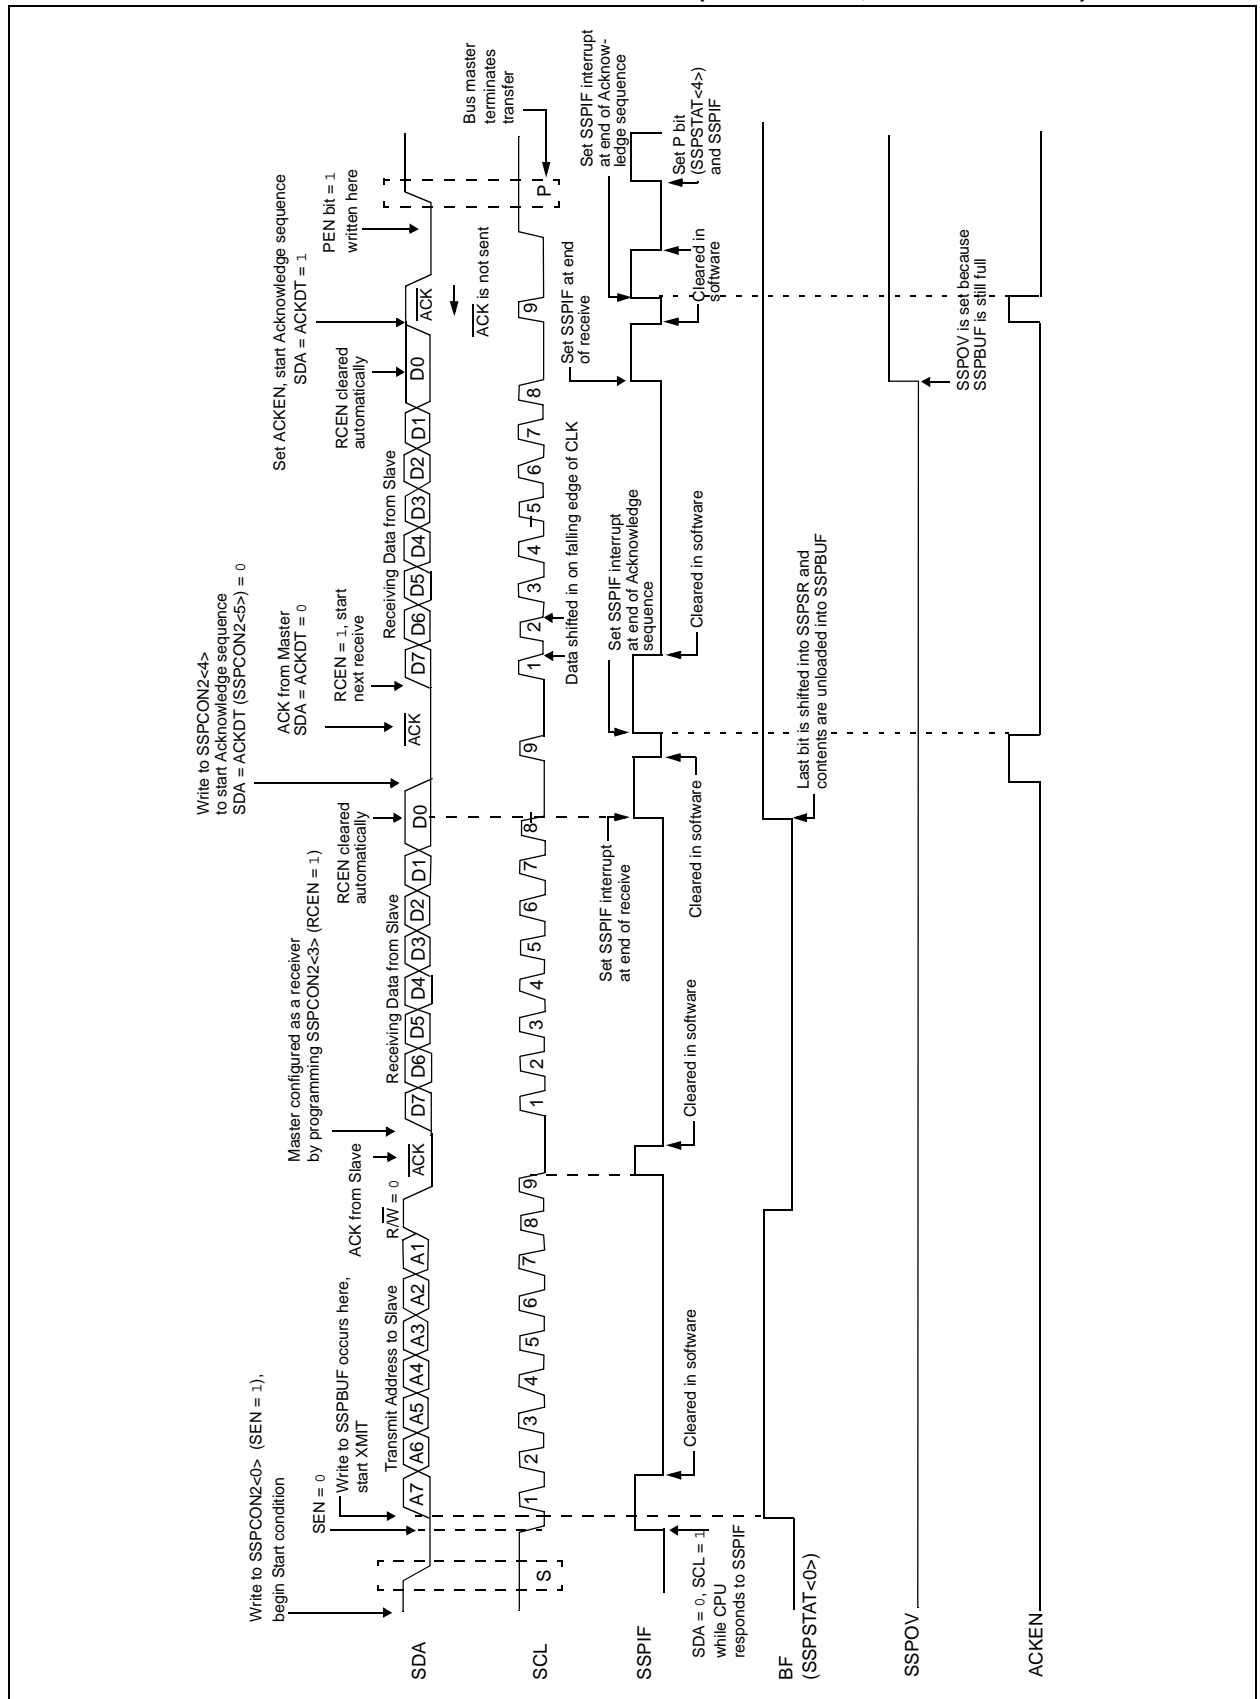 Write to SSPCON2<0> (SEN = 1),
begin Start condition
SEN = 0
Write to SSPBUF occurs here,
start XMIT
Transmit Address to Slave
ACK from Slave
R/W = 0
Master configured as a receiver
by programming SSPCON2<3> (RCEN = 1)
Receiving Data from Slave
RCEN cleared
automatically
Write to SSPCON2<4>
to start Acknowledge sequence
SDA = ACKDT (SSPCON2<5>) = 0
ACK from Master
SDA = ACKDT = 0
RCEN = 1, start
next receive
Receiving Data from Slave
RCEN cleared
automatically
Set ACKEN, start Acknowledge sequence
SDA = ACKDT = 1
PEN bit = 1
written here
SDA A7 A6 A5 A4 A3 A2 A1 ACK D7 D6 D5 D4 D3 D2 D1 D0 ACK D7 D6 D5 D4 D3 D2 D1 D0 ACK
ACK is not sent
Bus master
terminates
transfer
SCL S 1 2 3 4 5 6 7 8 9 1 2 3 4 5 6 7 8 9 1 2 3 4 5 6 7 8 9 P
Data shifted in on falling edge of CLK
Set SSPIF interrupt
at end of receive
Set SSPIF interrupt
at end of Acknowledge
sequence
Set SSPIF at end
of receive
Set SSPIF interrupt
at end of Acknow-
ledge sequence
SSPIF
SDA = 0, SCL = 1
while CPU
responds to SSPIF
Cleared in software
Cleared in software
Cleared in software
Cleared in software
Cleared in
software
Set P bit
(SSPSTAT<4>)
and SSPIF
BF
(SSPSTAT<0>)
Last bit is shifted into SSPSR and
contents are unloaded into SSPBUF
SSPOV
SSPOV is set because
SSPBUF is still full
ACKEN